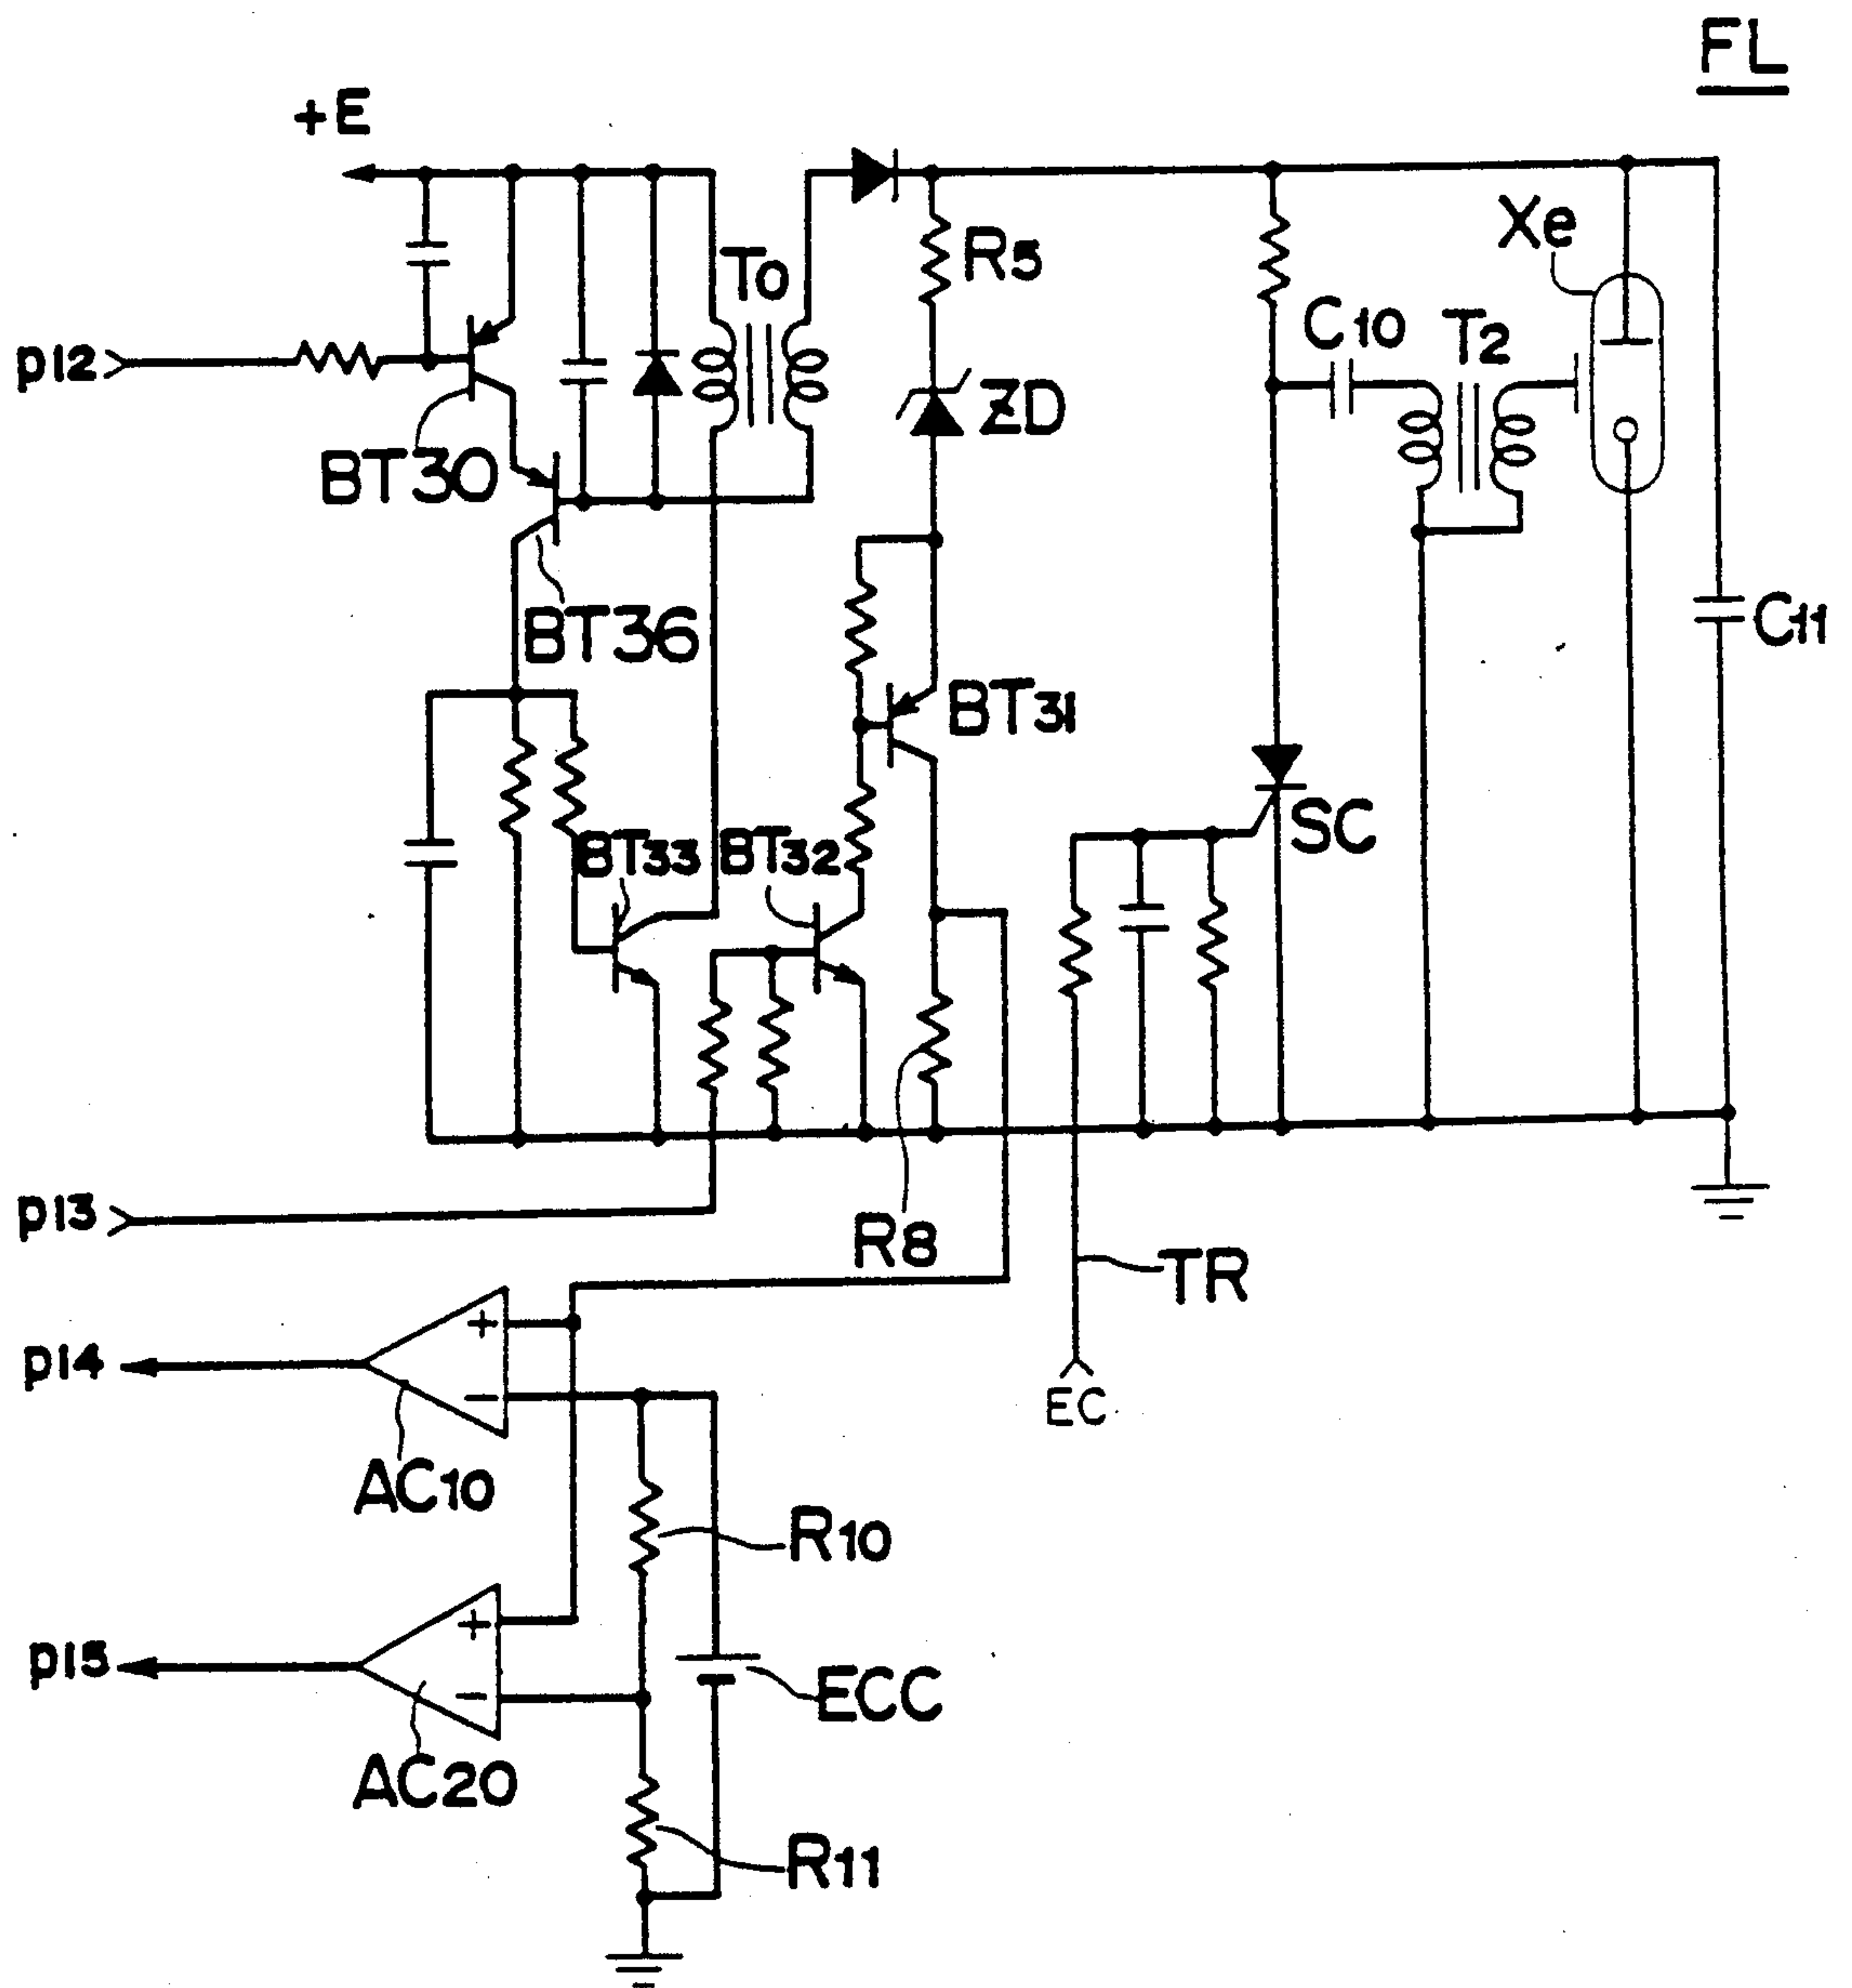 FL
+E
Xe
T0
R5
C10
T2
p12
ZD
BT30
C11
BT36
BT31
SC
BT33
BT32
p13
R8
TR
+
p14
−
EC
AC10
R10
+
p15
−
ECC
AC20
R11